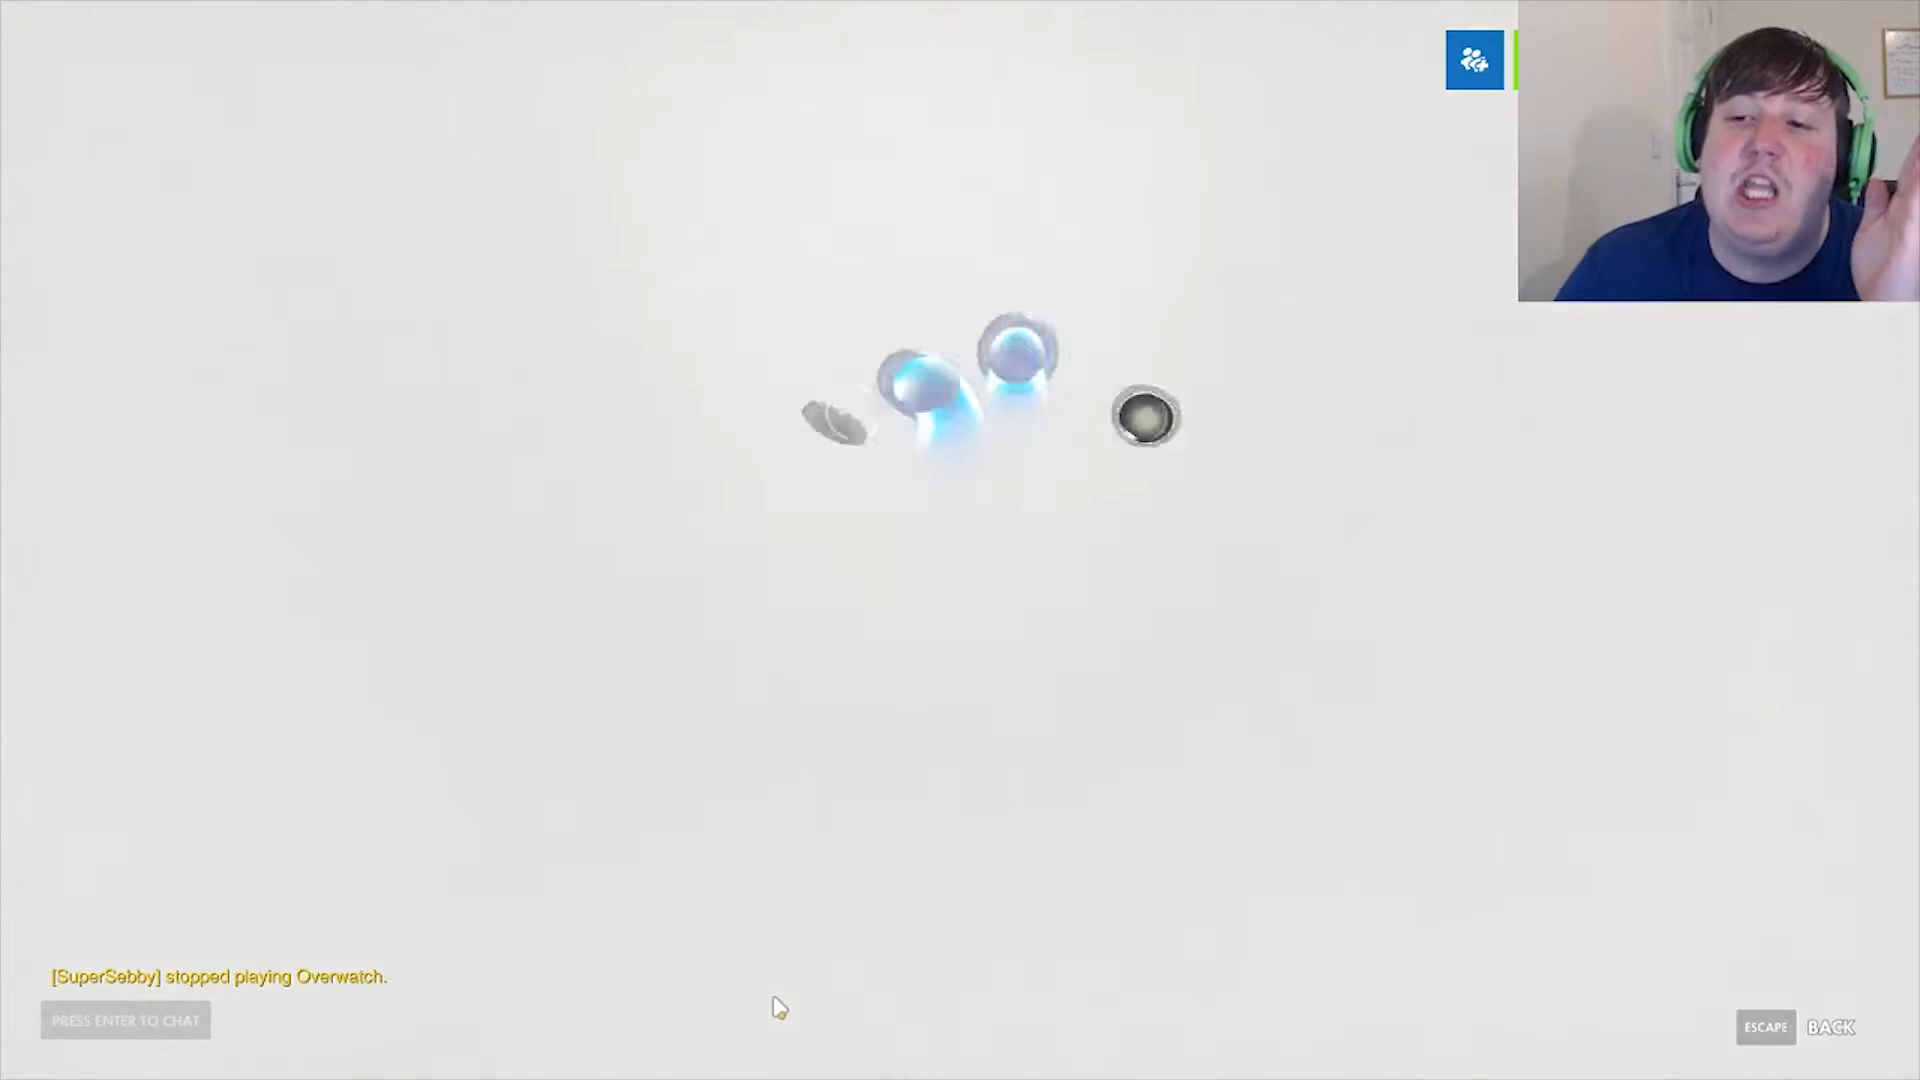 [SuperSebby] stopped playing Overwatch.
PRESS ENTER TO CHAT
ESCAPE BACK